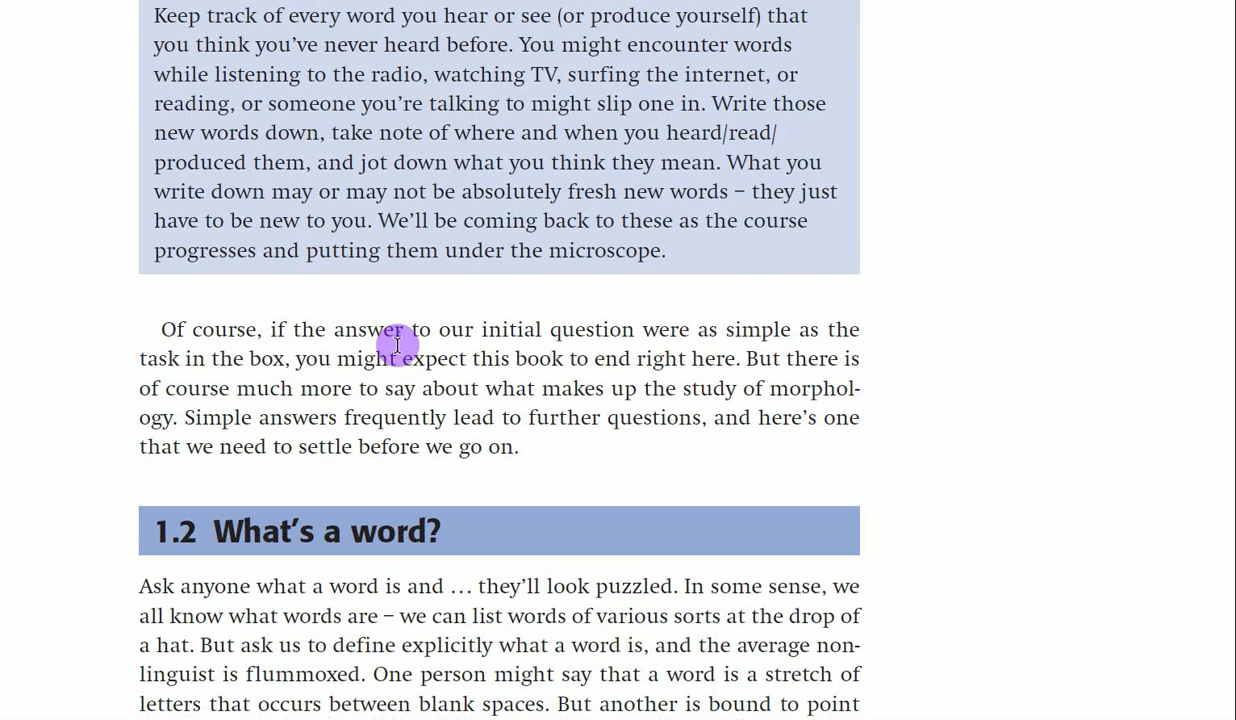 Keep track of every word you hear or see (or produce yourself) that
you think you've never heard before. You might encounter words
while listening to the radio, watching TV, surfing the internet, or
reading, or someone you're talking to might slip one in. Write those
new words down, take note of where and when you heard/read/
produced them, and jot down what you think they mean. What you
write down may or may not be absolutely fresh new words – they just
have to be new to you. We'll be coming back to these as the course
progresses and putting them under the microscope.
Of course, if the answer to our initial question were as simple as the
task in the box, you might expect this book to end right here. But there is
of course much more to say about what makes up the study of morphol-
ogy. Simple answers frequently lead to further questions, and here's one
that we need to settle before we go on.
1.2 What's a word?
Ask anyone what a word is and … they'll look puzzled. In some sense, we
all know what words are – we can list words of various sorts at the drop of
a hat. But ask us to define explicitly what a word is, and the average non-
linguist is flummoxed. One person might say that a word is a stretch of
letters that occurs between blank spaces. But another is bound to point